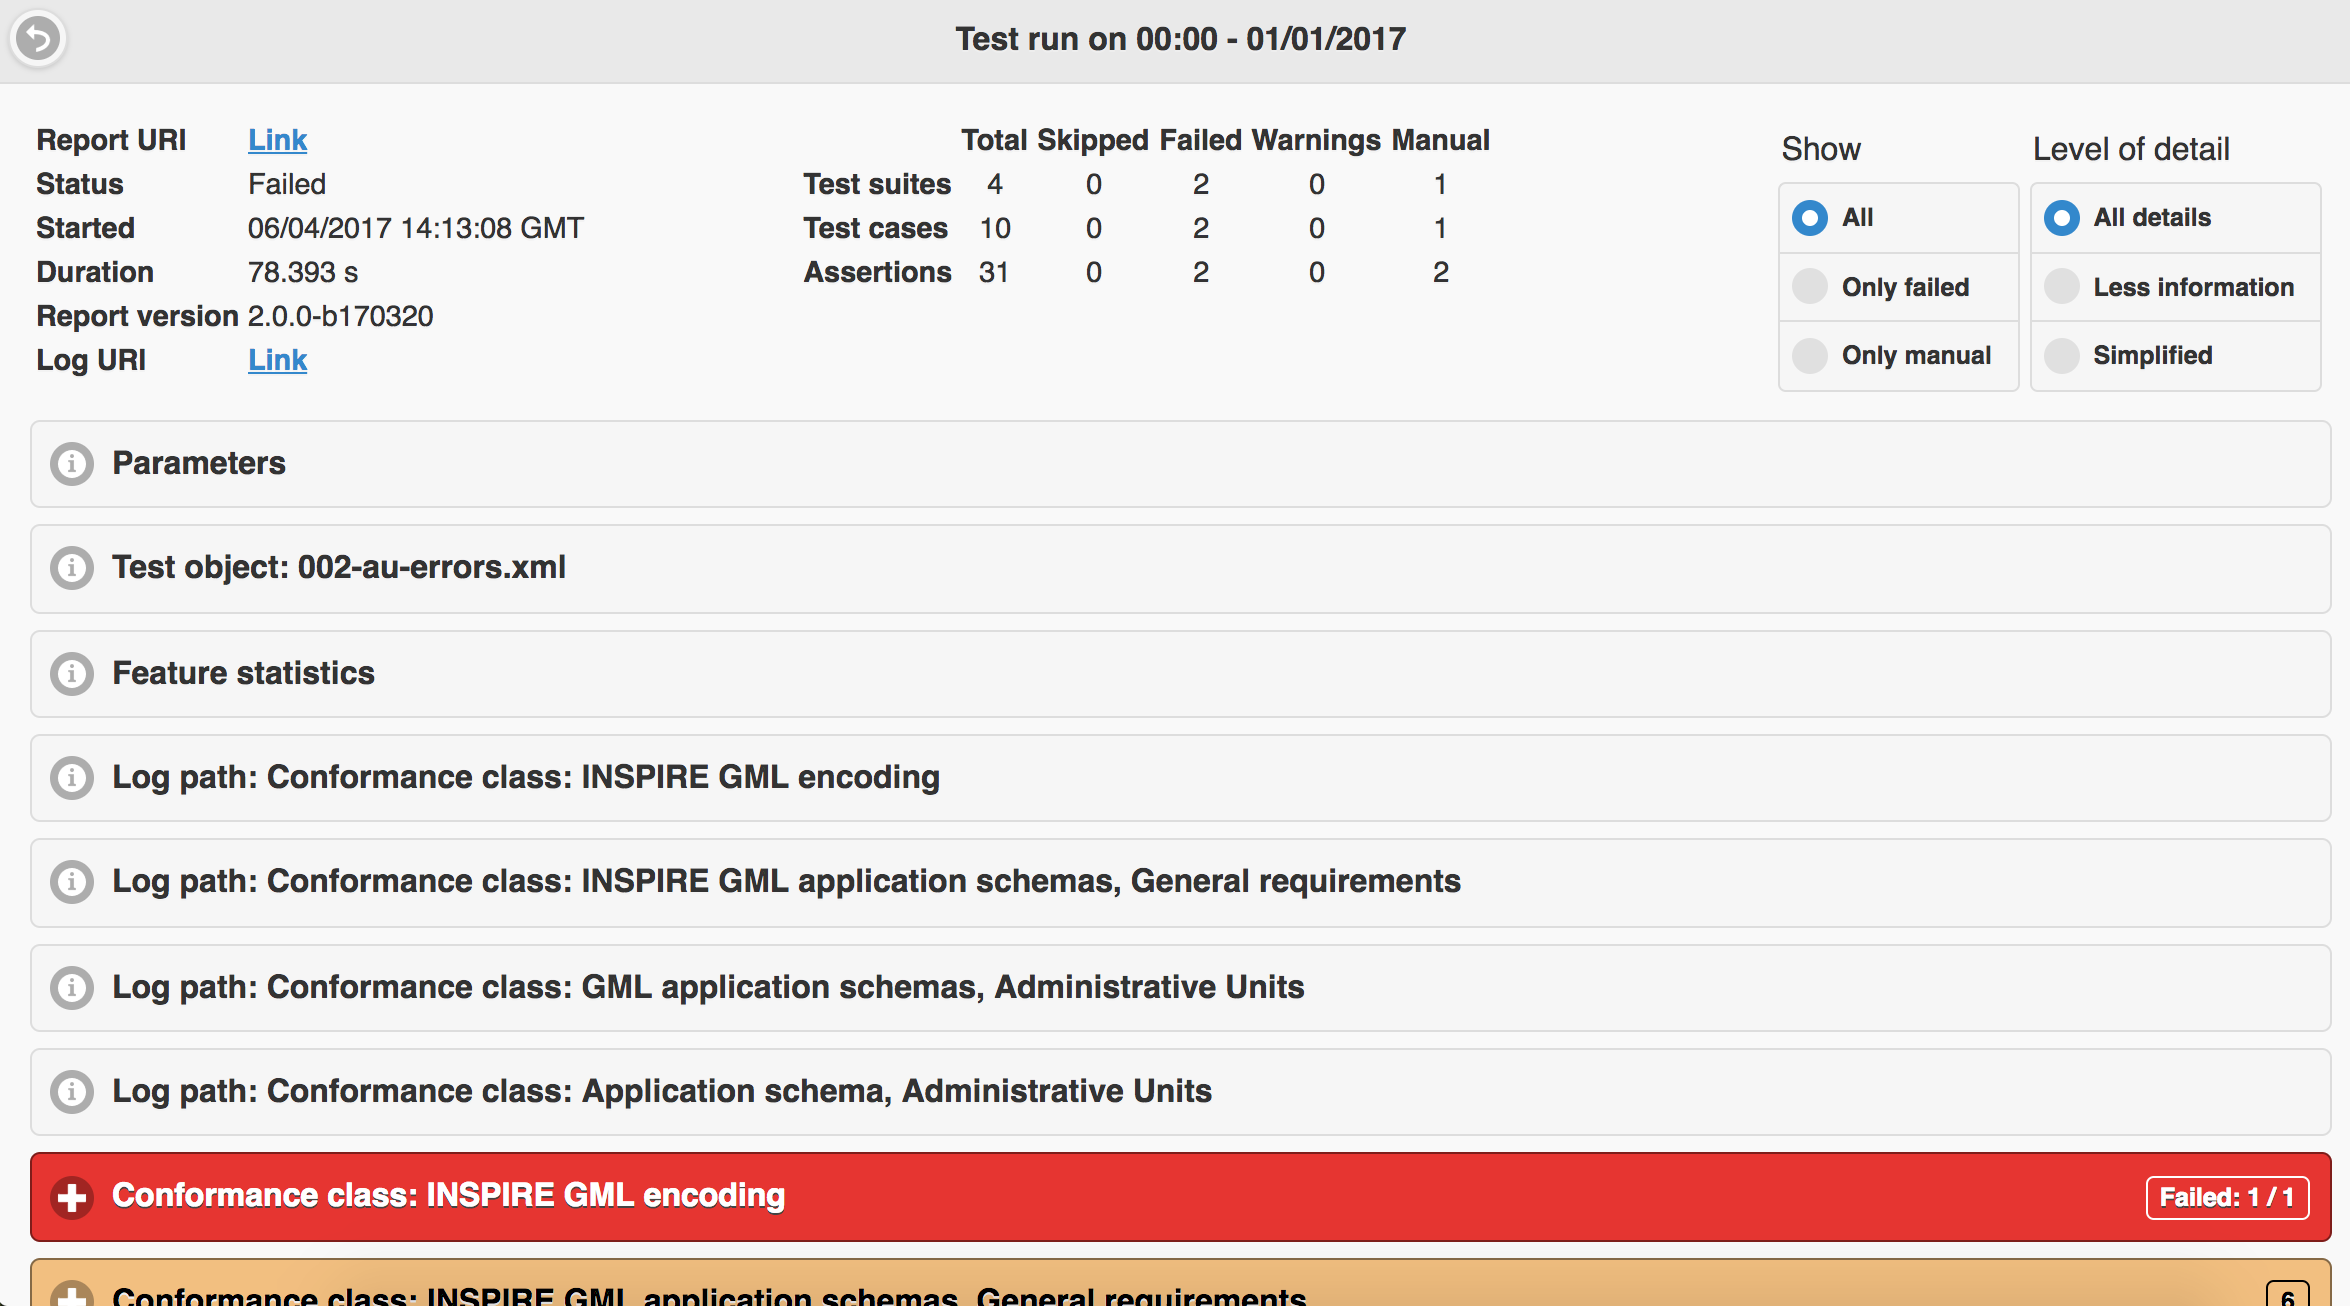 Test run on 00:00 - 01/01/2017
Report URI Link
Status Failed
Started 06/04/2017 14:13:08 GMT
Duration 78.393 s
Report version 2.0.0-b170320
Log URI Link
Total Skipped Failed Warnings Manual
Test suites 4 0 2 0 1
Test cases 10 0 2 0 1
Assertions 31 0 2 0 2
Show
All
Only failed
Only manual
Level of detail
All details
Less information
Simplified
Parameters
Test object: 002-au-errors.xml
Feature statistics
Log path: Conformance class: INSPIRE GML encoding
Log path: Conformance class: INSPIRE GML application schemas, General requirements
Log path: Conformance class: GML application schemas, Administrative Units
Log path: Conformance class: Application schema, Administrative Units
Conformance class: INSPIRE GML encoding Failed: 1 / 1
Conformance class: INSPIRE GML application schemas, General requirements 6